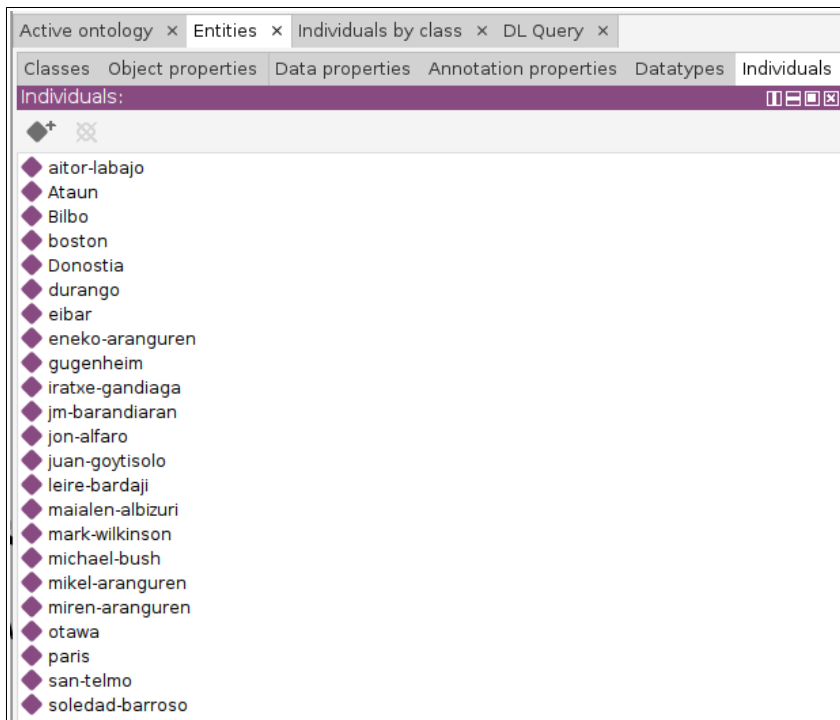 Active ontology × Entities × Individuals by class × DL Query ×
Classes Object properties Data properties Annotation properties Datatypes Individuals
Individuals:
aitor-labajo
Ataun
Bilbo
boston
Donostia
durango
eibar
eneko-aranguren
gugenheim
iratxe-gandiaga
jm-barandiaran
jon-alfaro
juan-goytisolo
leire-bardaji
maialen-albizuri
mark-wilkinson
michael-bush
mikel-aranguren
miren-aranguren
otawa
paris
san-telmo
soledad-barroso